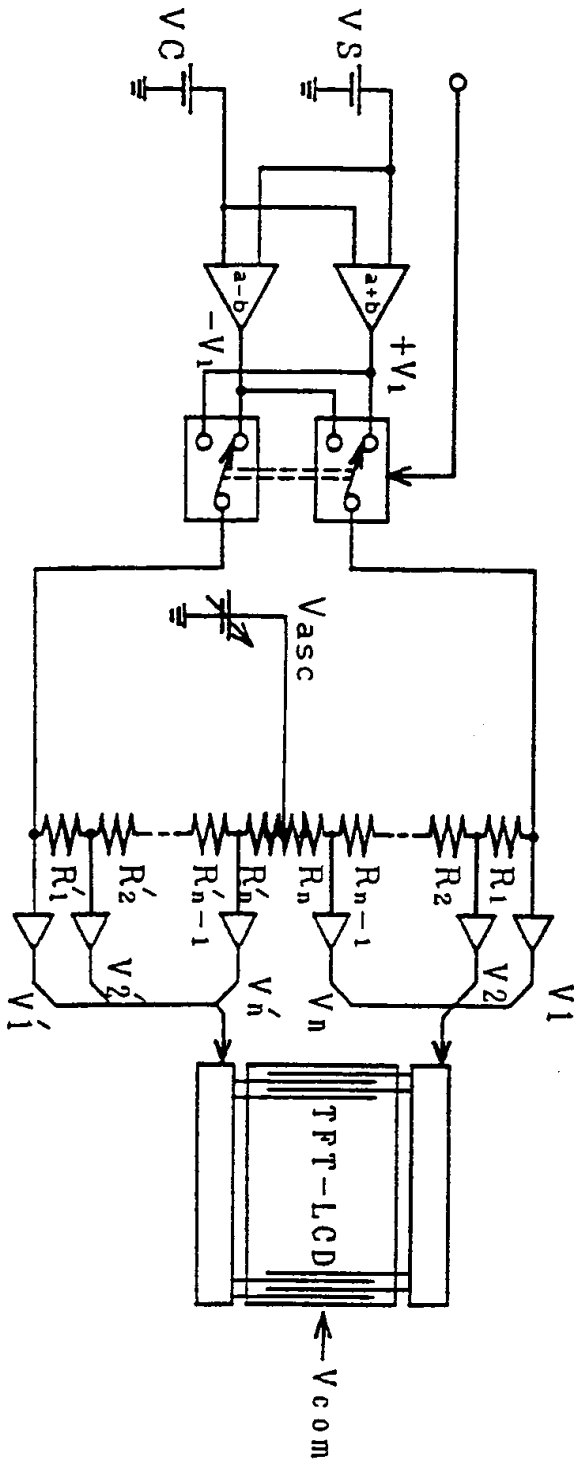 VS
VC
a+b
a-b
+V₁
-V₁
Vasc
R₁
R₂
Rn-1
Rn
R′n
R′n-1
R′₂
R′₁
V₁
V₂
Vn
Vn′
V₂′
V₁′
TFT-LCD
Vcom